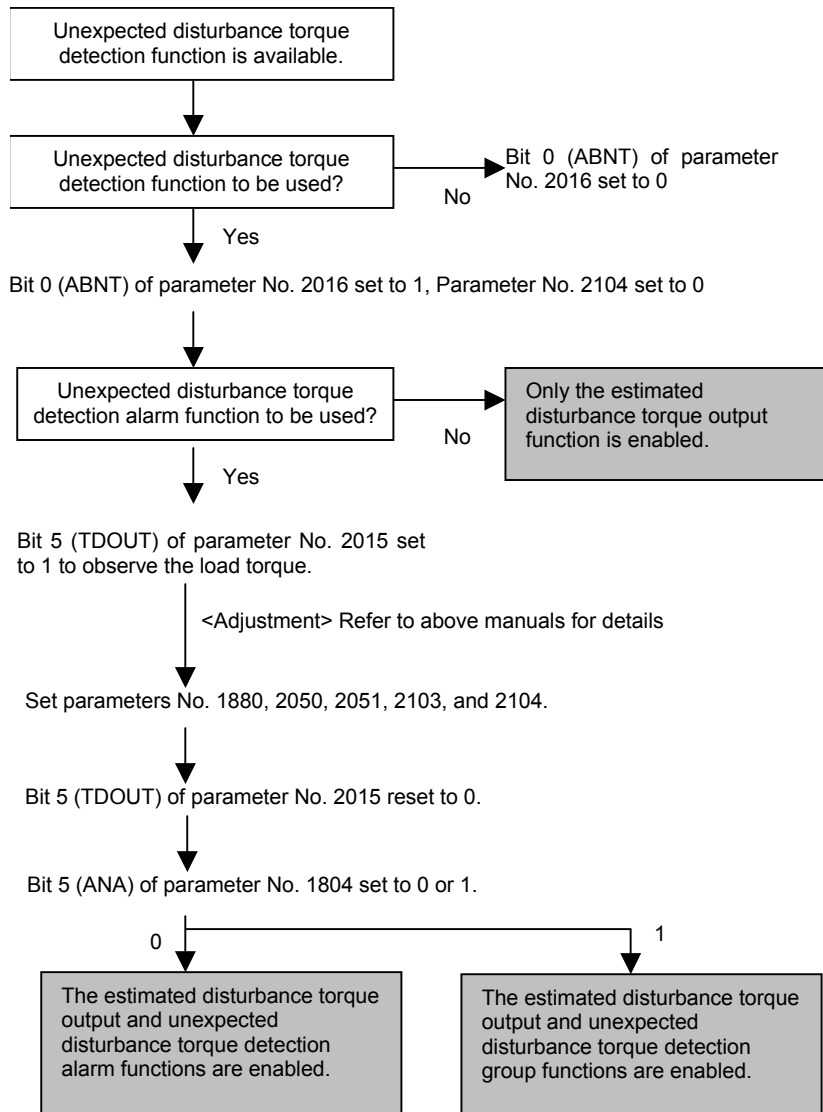 Unexpected disturbance torque
detection function is available.
Unexpected disturbance torque
detection function to be used?
No
Bit 0 (ABNT) of parameter
No. 2016 set to 0
Yes
Bit 0 (ABNT) of parameter No. 2016 set to 1, Parameter No. 2104 set to 0
Unexpected disturbance torque
detection alarm function to be used?
No
Only the estimated
disturbance torque output
function is enabled.
Yes
Bit 5 (TDOUT) of parameter No. 2015 set
to 1 to observe the load torque.
<Adjustment> Refer to above manuals for details
Set parameters No. 1880, 2050, 2051, 2103, and 2104.
Bit 5 (TDOUT) of parameter No. 2015 reset to 0.
Bit 5 (ANA) of parameter No. 1804 set to 0 or 1.
0
1
The estimated disturbance torque
output and unexpected
disturbance torque detection
alarm functions are enabled.
The estimated disturbance torque
output and unexpected
disturbance torque detection
group functions are enabled.